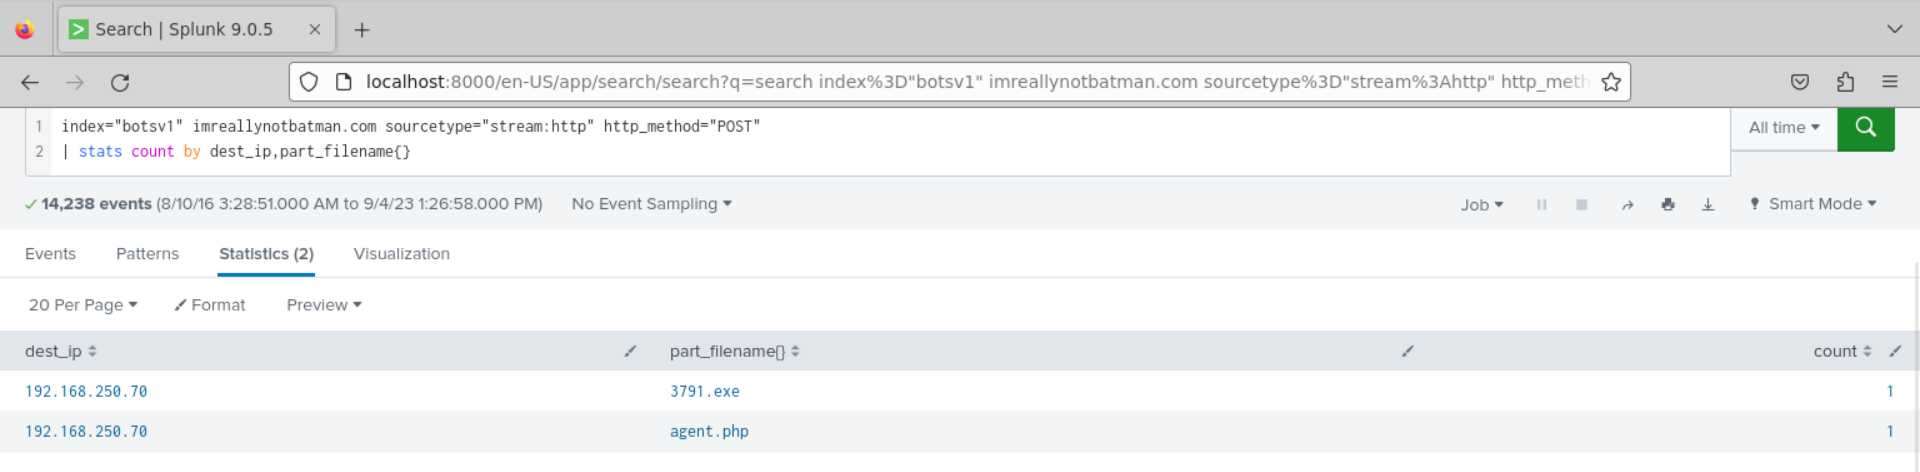 Search | Splunk 9.0.5
localhost:8000/en-US/app/search/search?q=search index%3D"botsv1" imreallynotbatman.com sourcetype%3D"stream%3Ahttp" http_meth
1 index="botsv1" imreallynotbatman.com sourcetype="stream:http" http_method="POST"
All time
2 | stats count by dest_ip,part_filename{}
14,238 events (8/10/16 3:28:51.000 AM to 9/4/23 1:26:58.000 PM) No Event Sampling Job Smart Mode
Events Patterns Statistics (2) Visualization
20 Per Page Format Preview
dest_ip part_filename{} count
192.168.250.70 3791.exe 1
192.168.250.70 agent.php 1